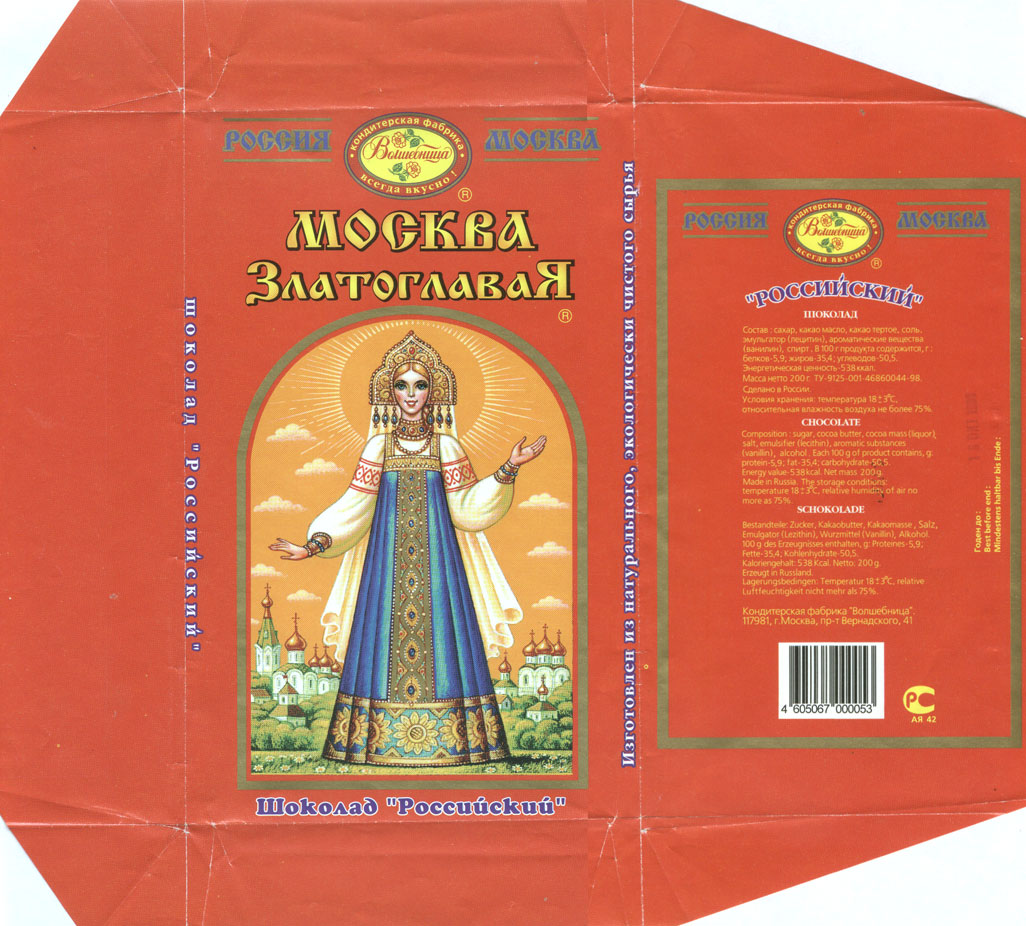 РОССИЯ
МОСКВА
кондитерская фабрика
Волшебница
всегда вкусно!
®
МОСКВА
ЗЛАТОГЛАВАЯ
®
Шоколад "Российский"
шоколад "Российский"
Изготовлен из натурального, экологически чистого сырья
РОССИЯ
МОСКВА
кондитерская фабрика
Волшебница
всегда вкусно!
®
"РОССИЙСКИЙ"
ШОКОЛАД
Состав : сахар, какао масло, какао тертое, соль,
эмульгатор (лецитин), ароматические вещества
(ванилин), спирт. В 100 г продукта содержится, г :
белков-5,9; жиров-35,4; углеводов-50,5.
Энергетическая ценность-538 ккал.
Масса нетто 200 г. ТУ-9125-001-46860044-98.
Сделано в России
Условия хранения: температура 18±3°С,
относительная влажность воздуха не более 75%.
CHOCOLATE
Composition : sugar, cocoa butter, cocoa mass (liquor),
salt, emulsifier (lecithin), aromatic substances
(vanillin), alcohol. Each 100 g of product contains, g:
protein-5,9; fat-35,4; carbohydrate-50,5.
Energy value-538 kcal. Net mass 200 g.
Made in Russia. The storage conditions:
temperature 18±3°C, relative humidity of air no
more as 75%.
SCHOKOLADE
Bestandteile: Zucker, Kakaobutter, Kakaomasse, Salz,
Emulgator (Lezithin), Wurzmittel (Vanillin), Alkohol.
100 g des Erzeugnisses enthalten, g: Proteines-5,9;
Fette-35,4; Kohlenhydrate-50,5.
Kaloriengehalt: 538 Kcal. Netto: 200 g.
Erzeugt in Russland.
Lagerungsbedingen: Temperatur 18±3°C, relative
Luftfeuchtigkeit nicht mehr als 75%.
Кондитерская фабрика "Волшебница".
117981, г.Москва, пр-т Вернадского, 41
4 605067 000053
РС
АЯ 42
Годен до :
Best before end :
Mindestens haltbar bis Ende :